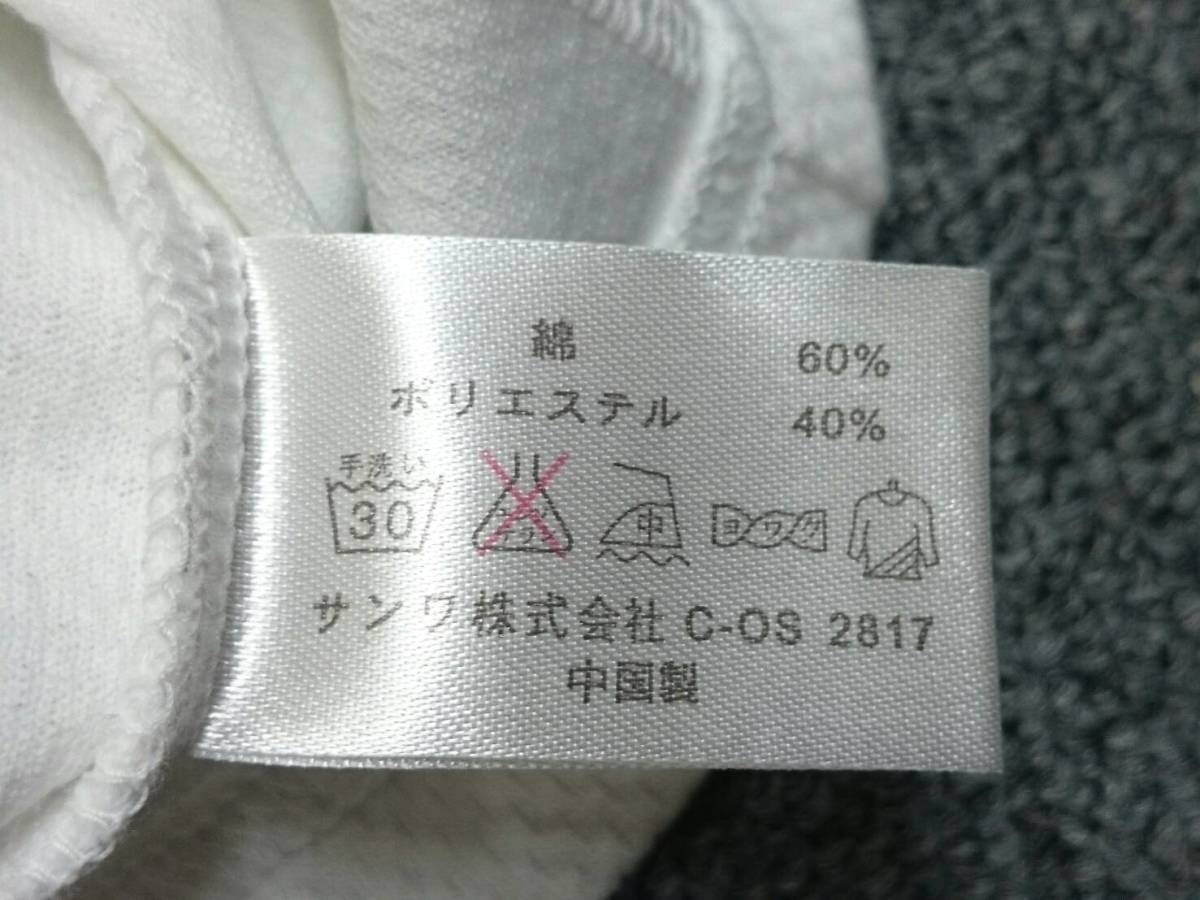 綿 60%
ポリエステル 40%
手洗い
30
中
ヨワク
サンワ株式会社 C-OS 2817
中国製